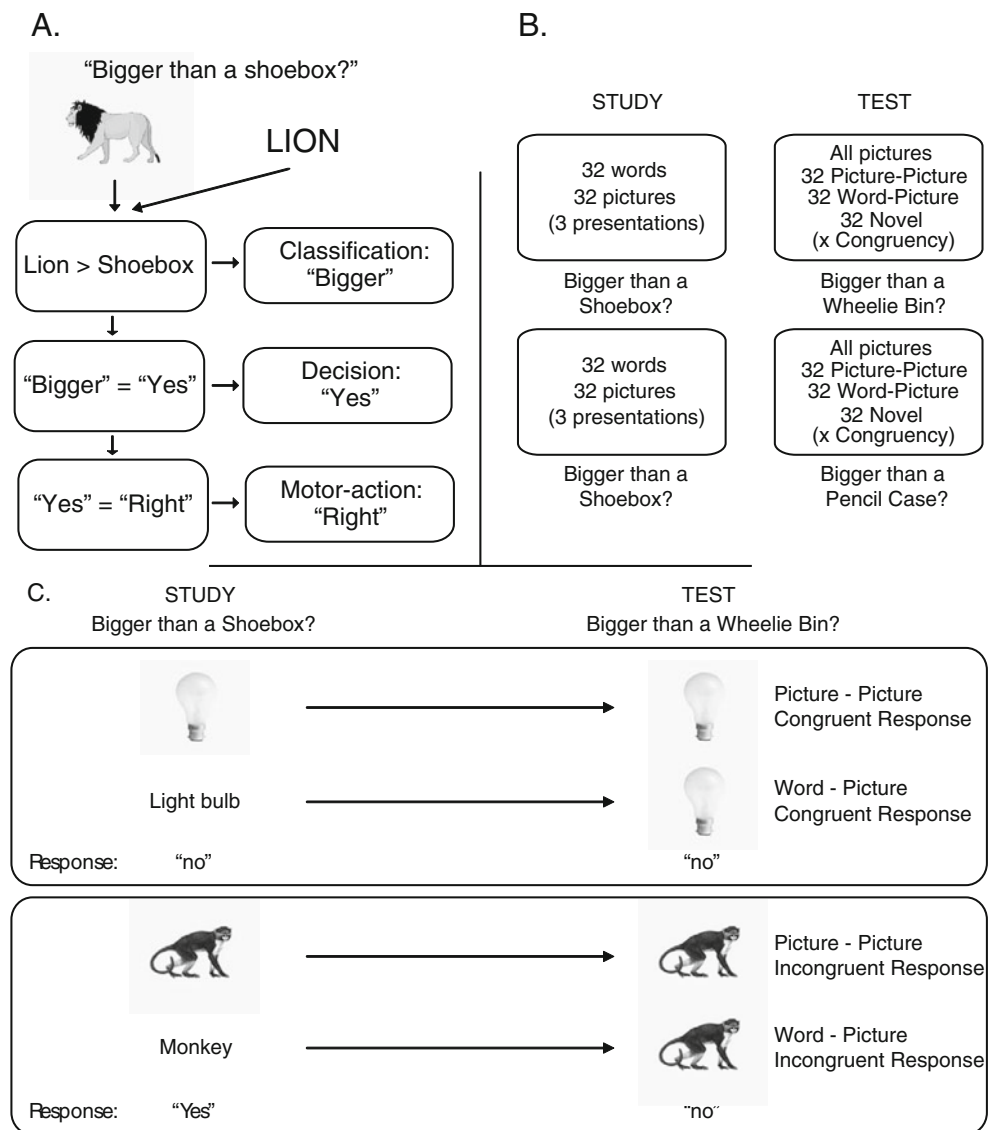 A.
"Bigger than a shoebox?"
LION
Lion > Shoebox
Classification:
"Bigger"
"Bigger" = "Yes"
Decision:
"Yes"
"Yes" = "Right"
Motor-action:
"Right"
B.
STUDY
TEST
32 words
32 pictures
(3 presentations)
All pictures
32 Picture-Picture
32 Word-Picture
32 Novel
(x Congruency)
Bigger than a
Shoebox?
Bigger than a
Wheelie Bin?
32 words
32 pictures
(3 presentations)
All pictures
32 Picture-Picture
32 Word-Picture
32 Novel
(x Congruency)
Bigger than a
Shoebox?
Bigger than a
Pencil Case?
C.
STUDY
TEST
Bigger than a Shoebox?
Bigger than a Wheelie Bin?
Picture - Picture
Congruent Response
Light bulb
Word - Picture
Congruent Response
Response:
"no"
"no"
Picture - Picture
Incongruent Response
Monkey
Word - Picture
Incongruent Response
Response:
"Yes"
"no"